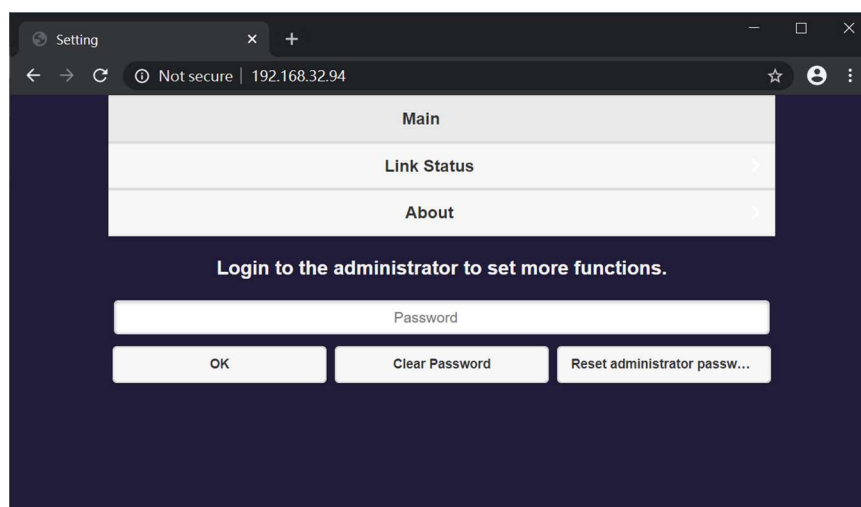 Setting
Not secure | 192.168.32.94
Main
Link Status
About
Login to the administrator to set more functions.
Password
OK Clear Password Reset administrator passw...